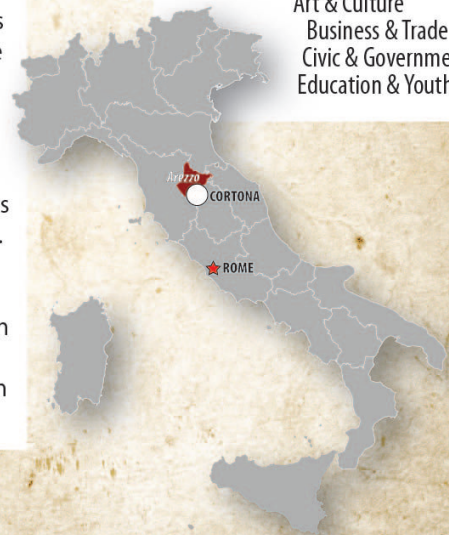 Art & Culture
Business & Trade
Civic & Governme
Education & Youth
s
e
s
.
n
n
Arezzo
CORTONA
ROME